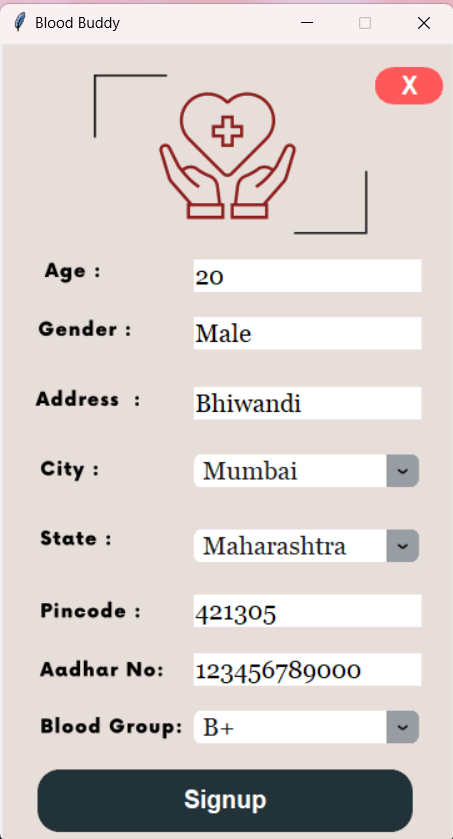 Blood Buddy
X
Age : 20
Gender : Male
Address : Bhiwandi
City : Mumbai
State : Maharashtra
Pincode : 421305
Aadhar No: 123456789000
Blood Group: B+
Signup